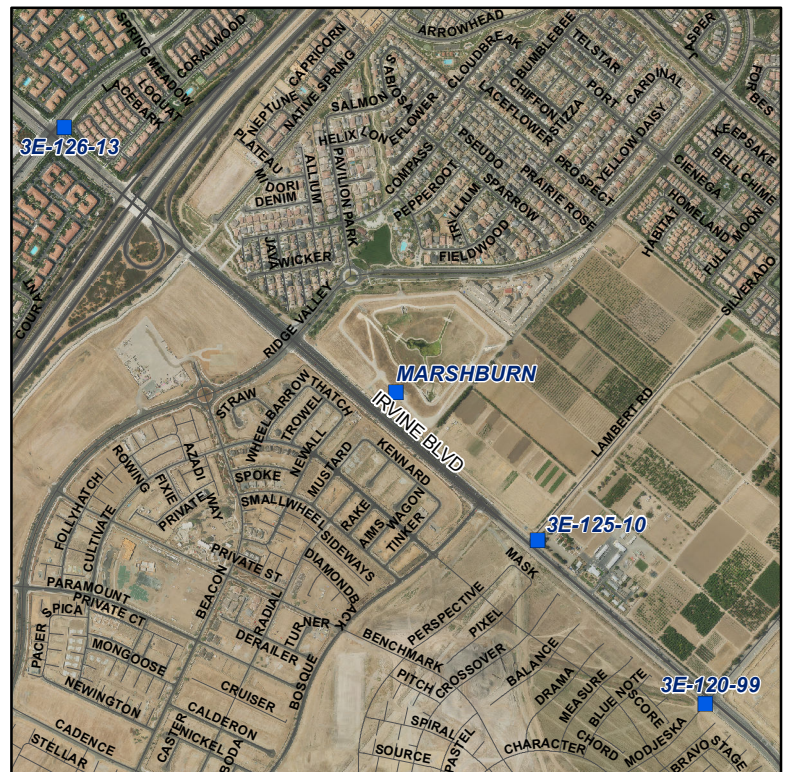 ARROWHEAD
SPRING MEADOW
CORALWOOD
LOQUAT
LACEBARK
CAPRICORN
NEPTUNE
NATIVE SPRING
SALMON
SABIOSA
CLOUDBREAK
BUMBLEBEE
TELSTAR
CHIFFON
PORT
CARDINAL
STIZZA
LACEFLOWER
YELLOW DAISY
3E-126-13
PLATEAU
HELIX
LONEFLOWER
PSEUDO
PROSPECT
PRAIRIE ROSE
KEEPSAKE
BELL CHIME
CIENEGA
HOMELAND
FULL MOON
HABITAT
FORBES
MIDORI
DENIM
ALLIUM
PAVILION PARK
COMPASS
PEPPEROOT
SPARROW
TRILLIUM
FIELDWOOD
JAVA
WICKER
SILVERADO
COURANT
RIDGE VALLEY
MARSHBURN
IRVINE BLVD
LAMBERT RD
STRAW
THATCH
WHEELBARROW
TROWEL
NEWALL
MUSTARD
KENNARD
AZADI
ROWING
FIXIE
PRIVATE
WAY
SPOKE
SMALLWHEEL
SIDEWAYS
RAKE
AIMS
WAGON
TINKER
FOLLYHATCH
CULTIVATE
3E-125-10
MASK
PRIVATE ST
DIAMONDBACK
BEACON
RADIAL
TURNER
PARAMOUNT
PRIVATE CT
SPICA
PACER
MONGOOSE
DERAILER
BOSQUE
PERSPECTIVE
PIXEL
BENCHMARK
PITCH
CROSSOVER
BALANCE
DRAMA
MEASURE
BLUE NOTE
SCORE
3E-120-99
NEWINGTON
CRUISER
CALDERON
NICKEL
BODA
CASTER
CADENCE
STELLAR
SPIRAL
SOURCE
PASTEL
CHARACTER
CHORD
MODJESKA
BRAVO
STAGE